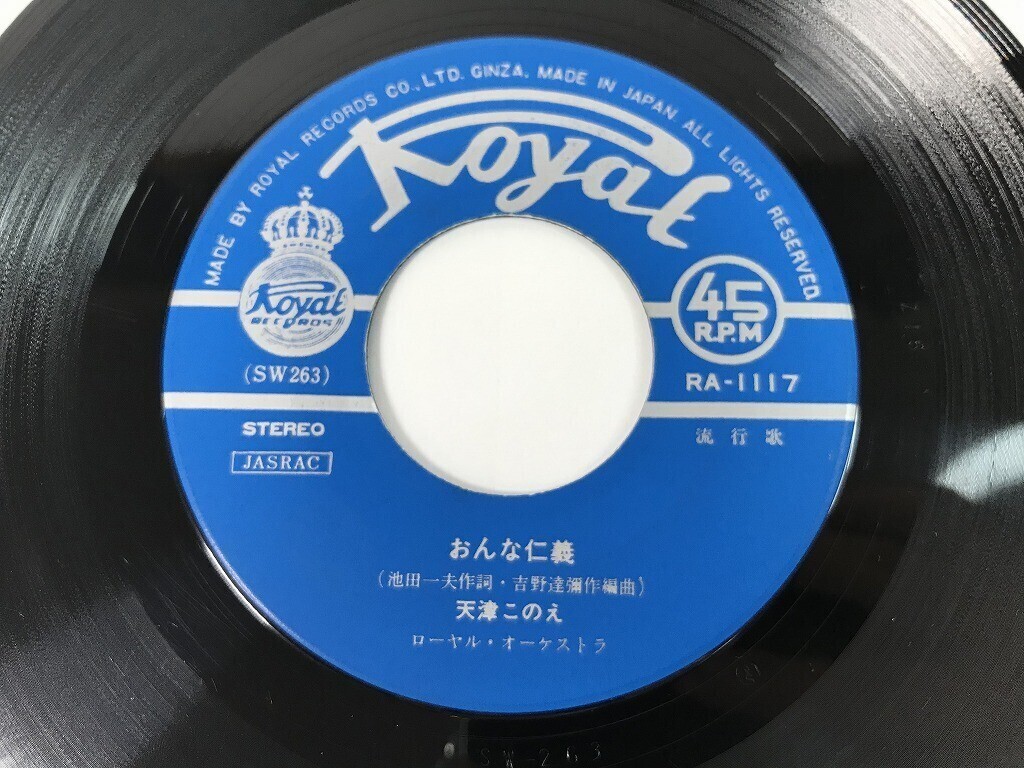 MADE BY ROYAL RECORDS CO., LTD. GINZA. MADE IN JAPAN. ALL LIGHTS RESERVED.
Royal
Royal
RECORDS
45
R.P.M
(SW263)
RA-1117
STEREO
流行歌
JASRAC
おんな仁義
(池田一夫作詞・吉野達彌作編曲)
天津このえ
ローヤル・オーケストラ
SW-263